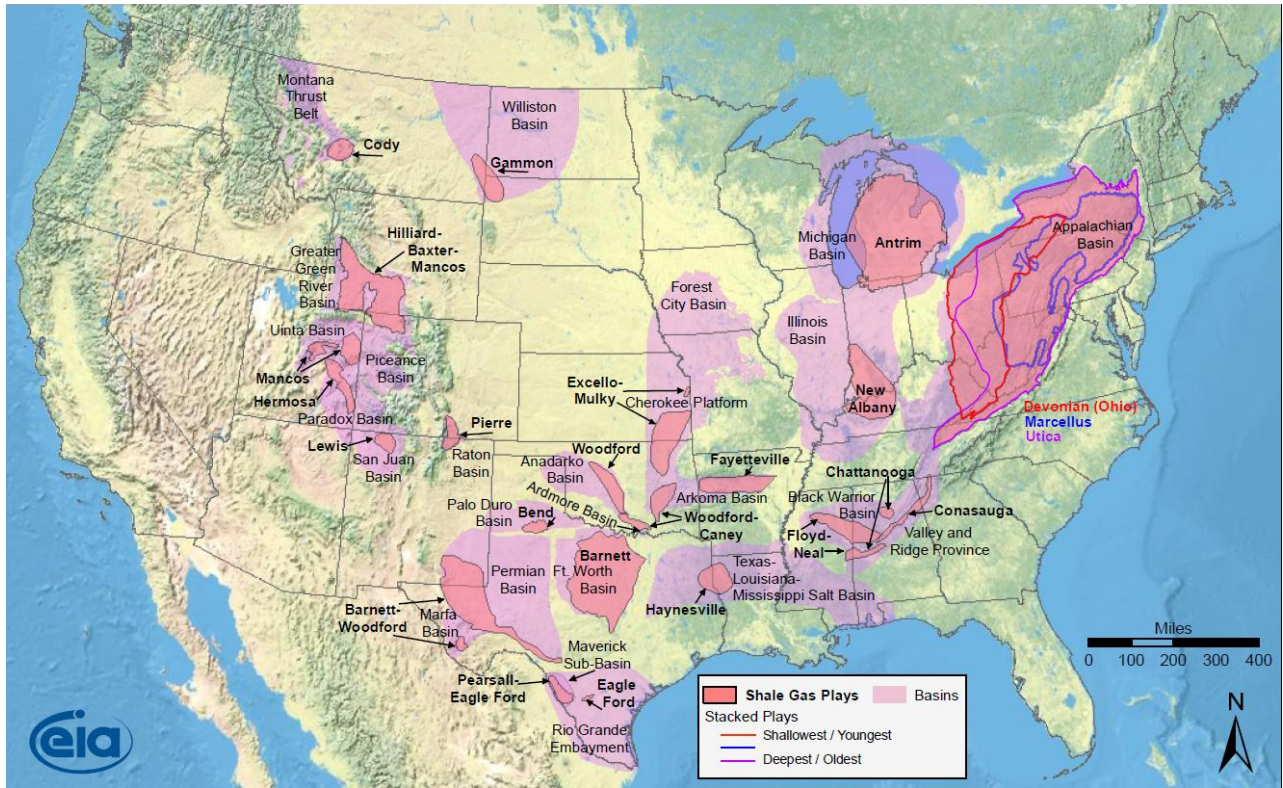 Montana
Thrust
Belt
Cody
Williston
Basin
Gammon
Hilliard-
Baxter-
Mancos
Greater
Green
River
Basin
Uinta Basin
Mancos
Piceance
Basin
Hermosa
Paradox Basin
Lewis
San Juan
Basin
Pierre
Raton
Basin
Michigan
Basin
Antrim
Forest
City Basin
Illinois
Basin
New
Albany
Appalachian
Basin
Devonian (Ohio)
Marcellus
Utica
Excello-
Mulky
Cherokee Platform
Woodford
Anadarko
Basin
Fayetteville
Arkoma Basin
Ardmore Basin
Palo Duro
Basin
Bend
Woodford-
Caney
Chattanooga
Black Warrior
Basin
Conasauga
Floyd-
Neal
Valley and
Ridge Province
Barnett
Ft. Worth
Basin
Permian
Basin
Texas-
Louisiana-
Mississippi Salt Basin
Haynesville
Barnett-
Woodford
Marfa
Basin
Maverick
Sub-Basin
Pearsall-
Eagle Ford
Eagle
Ford
Rio Grande
Embayment
Miles
0 100 200 300 400
N
Shale Gas Plays
Basins
Stacked Plays
Shallowest / Youngest
Deepest / Oldest
eia